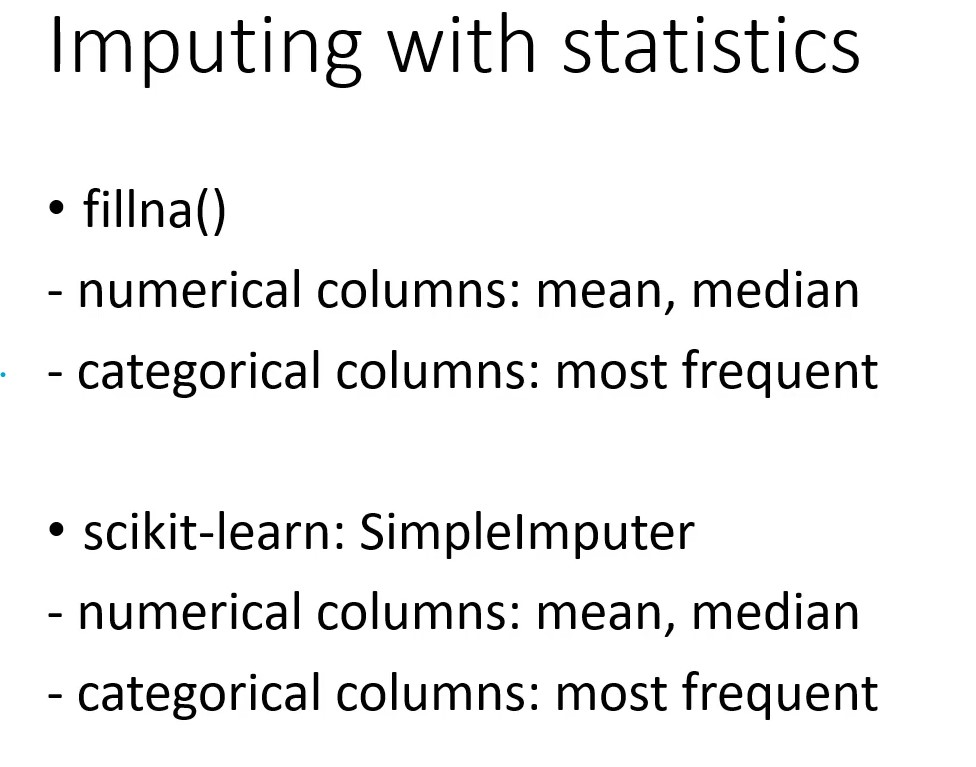 Imputing with statistics
• fillna()
- numerical columns: mean, median
- categorical columns: most frequent
• scikit-learn: SimpleImputer
- numerical columns: mean, median
- categorical columns: most frequent